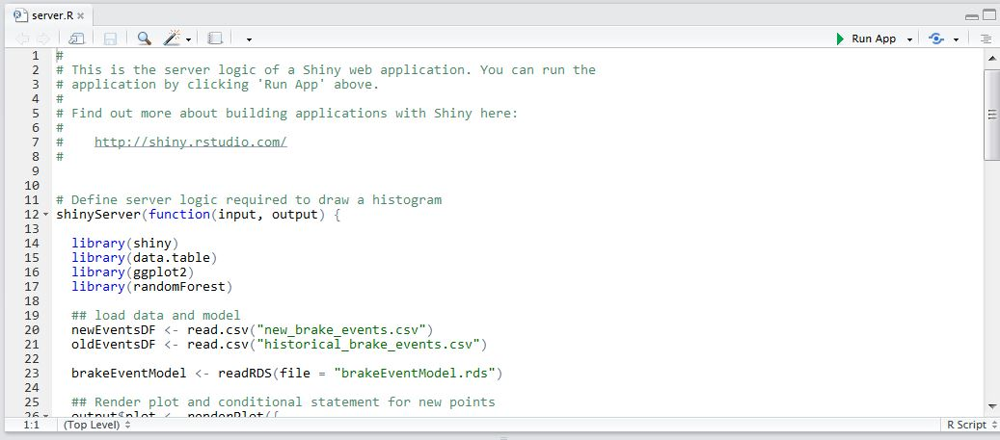 server.R
Run App
1 #
2 # This is the server logic of a Shiny web application. You can run the
3 # application by clicking 'Run App' above.
4 #
5 # Find out more about building applications with Shiny here:
6 #
7 #    http://shiny.rstudio.com/
8 #
9
10
11 # Define server logic required to draw a histogram
12 shinyServer(function(input, output) {
13
14   library(shiny)
15   library(data.table)
16   library(ggplot2)
17   library(randomForest)
18
19   ## load data and model
20   newEventsDF <- read.csv("new_brake_events.csv")
21   oldEventsDF <- read.csv("historical_brake_events.csv")
22
23   brakeEventModel <- readRDS(file = "brakeEventModel.rds")
24
25   ## Render plot and conditional statement for new points
26   output$plot <- renderPlot({
1:1 (Top Level) R Script